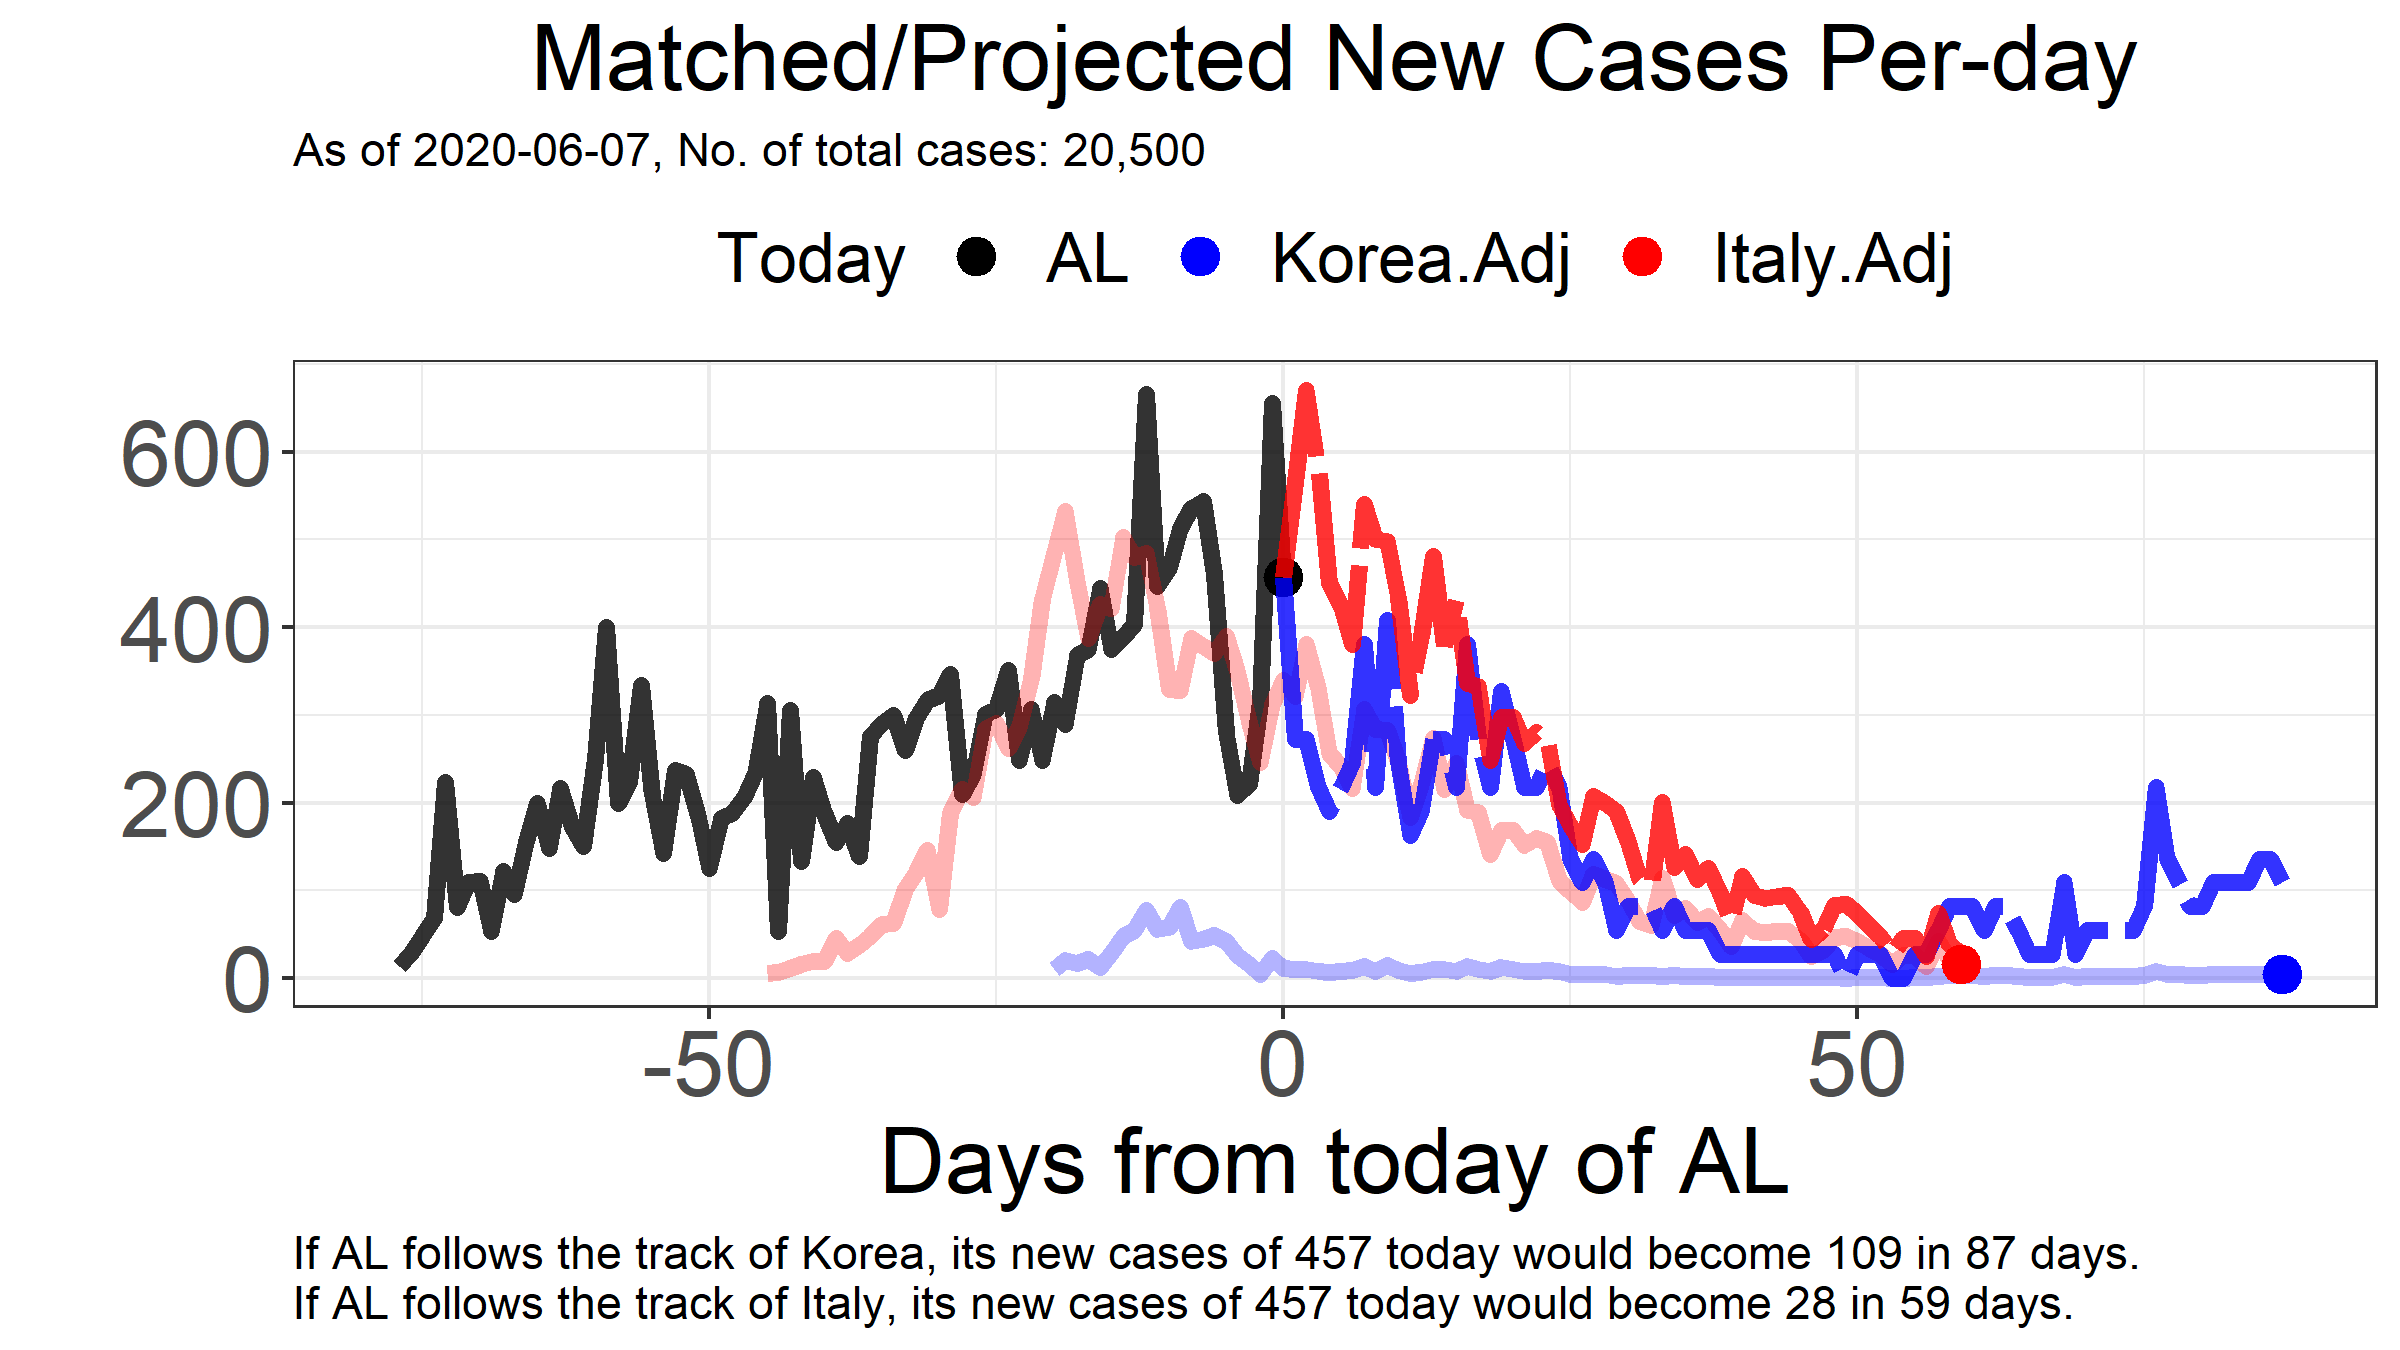 Matched/Projected New Cases Per-day
As of 2020-06-07, No. of total cases: 20,500
Today AL Korea.Adj Italy.Adj
600
400
200
0
-50 0 50
Days from today of AL
If AL follows the track of Korea, its new cases of 457 today would become 109 in 87 days.
If AL follows the track of Italy, its new cases of 457 today would become 28 in 59 days.